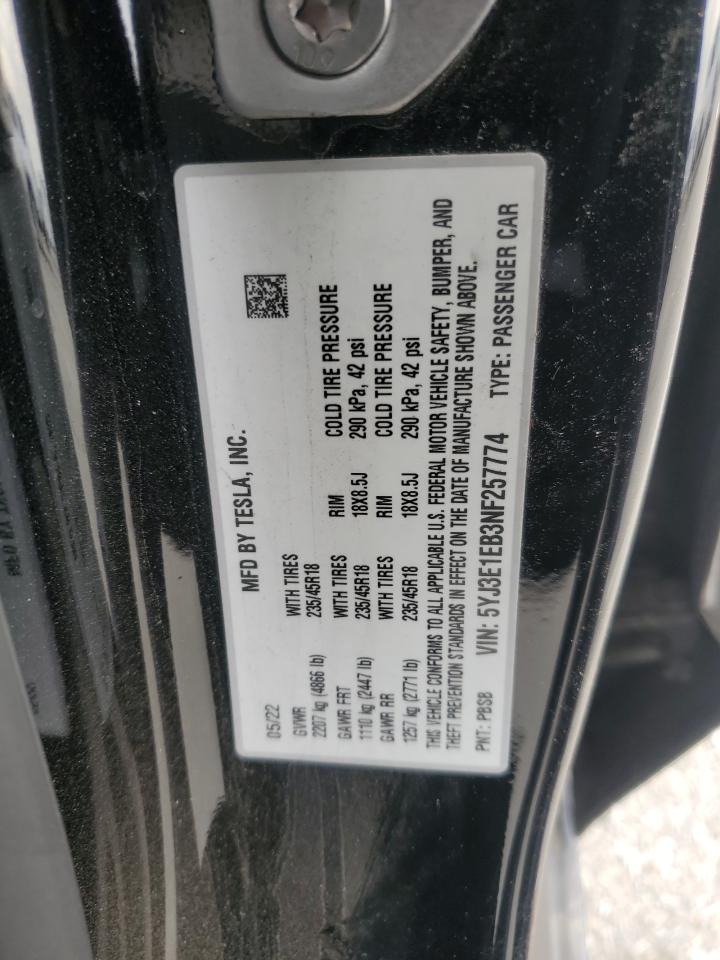 MFD BY TESLA, INC.
05/22
GVWR WITH TIRES
2207 kg (4866 lb) 235/45R18
GAWR FRT WITH TIRES RIM COLD TIRE PRESSURE
1110 kg (2447 lb) 235/45R18 18X8.5J 290 kPa, 42 psi
GAWR RR WITH TIRES RIM COLD TIRE PRESSURE
1257 kg (2771 lb) 235/45R18 18X8.5J 290 kPa, 42 psi
THIS VEHICLE CONFORMS TO ALL APPLICABLE U.S. FEDERAL MOTOR VEHICLE SAFETY, BUMPER, AND
THEFT PREVENTION STANDARDS IN EFFECT ON THE DATE OF MANUFACTURE SHOWN ABOVE.
PNT: PBSB VIN: 5YJ3E1EB3NF257774 TYPE: PASSENGER CAR